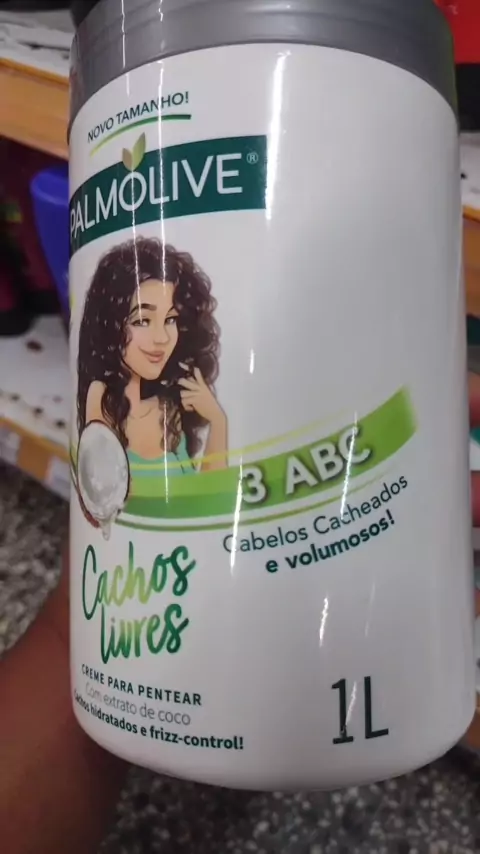 NOVO TAMANHO!
PALMOLIVE®
3 ABC
Cabelos Cacheados
e volumosos!
Cachos
livres
CREME PARA PENTEAR
Com extrato de coco
Cachos hidratados e frizz-control!
1L